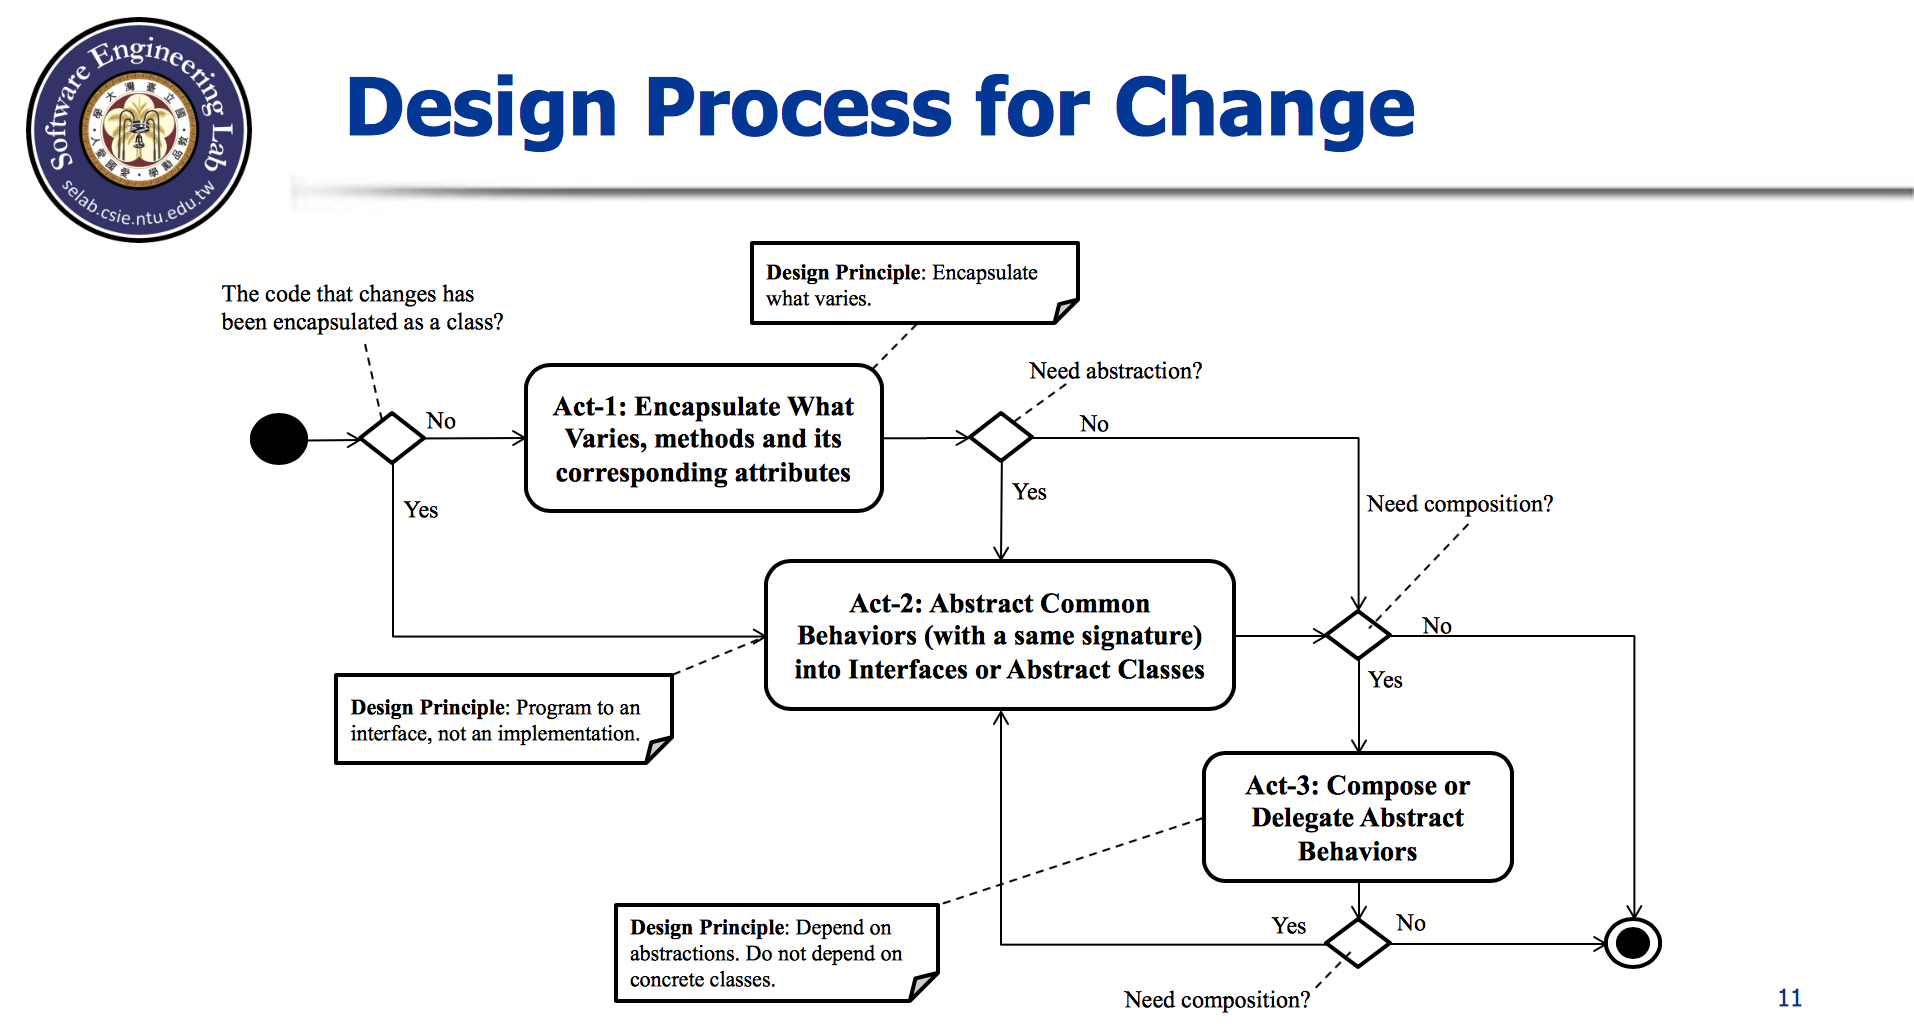 Software Engineering Lab
selab.csie.ntu.edu.tw
Design Process for Change
Design Principle: Encapsulate
what varies.
The code that changes has
been encapsulated as a class?
Need abstraction?
No
Act-1: Encapsulate What
Varies, methods and its
corresponding attributes
No
Yes
Yes
Need composition?
Act-2: Abstract Common
Behaviors (with a same signature)
into Interfaces or Abstract Classes
No
Yes
Design Principle: Program to an
interface, not an implementation.
Act-3: Compose or
Delegate Abstract
Behaviors
Design Principle: Depend on
abstractions. Do not depend on
concrete classes.
Yes
No
Need composition?
11